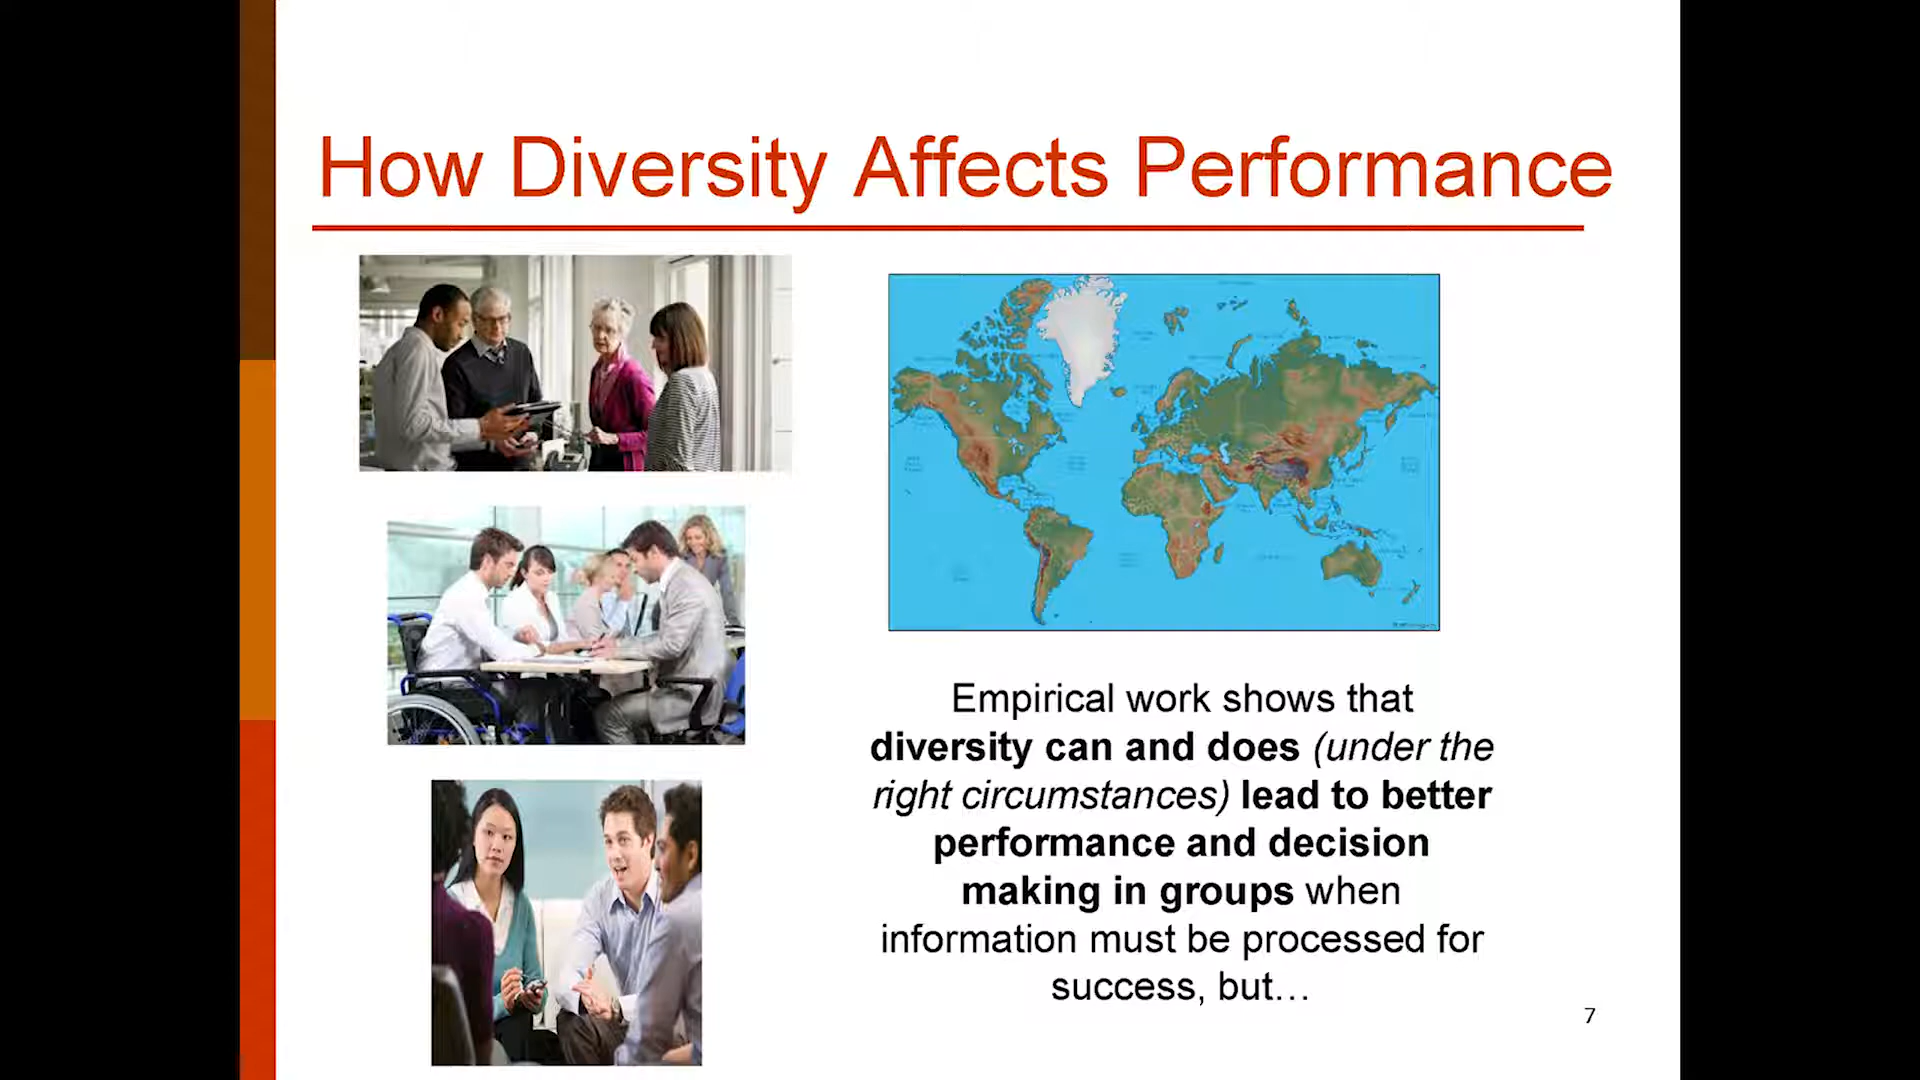 How Diversity Affects Performance
Empirical work shows that
diversity can and does (under the
right circumstances) lead to better
performance and decision
making in groups when
information must be processed for
success, but…
7